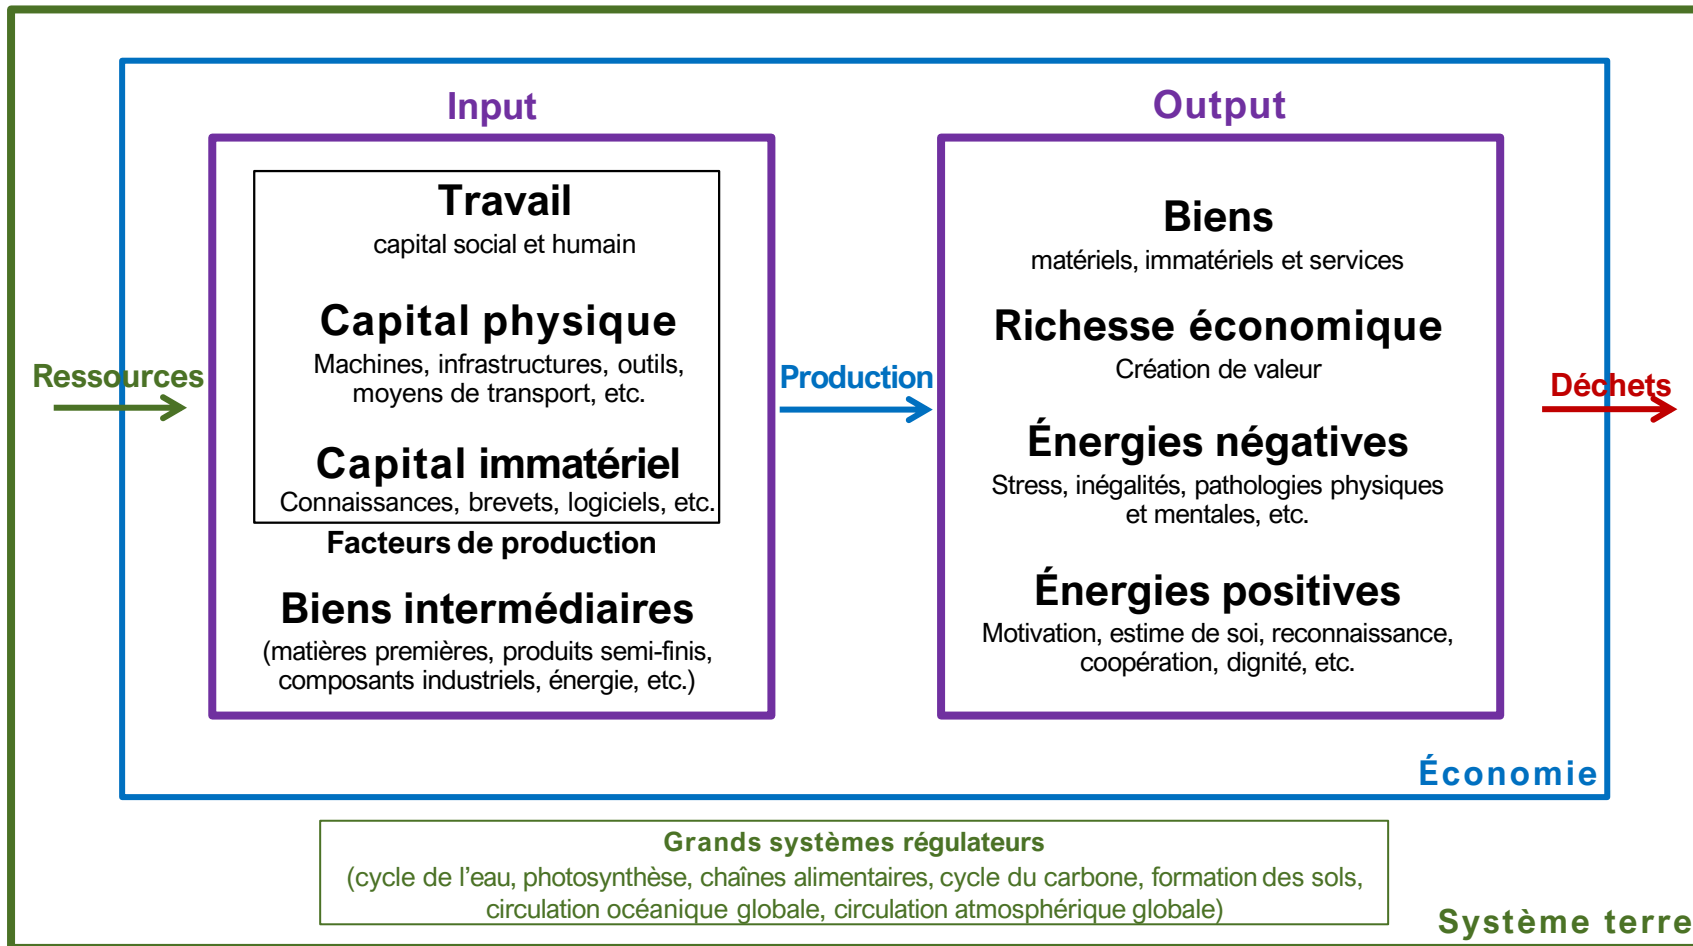 Input
Travail
capital social et humain
Capital physique
Machines, infrastructures, outils,
moyens de transport, etc.
Capital immatériel
Connaissances, brevets, logiciels, etc.
Facteurs de production
Biens intermédiaires
(matières premières, produits semi-finis,
composants industriels, énergie, etc.)
Ressources
Production
Output
Biens
matériels, immatériels et services
Richesse économique
Création de valeur
Énergies négatives
Stress, inégalités, pathologies physiques
et mentales, etc.
Énergies positives
Motivation, estime de soi, reconnaissance,
coopération, dignité, etc.
Déchets
Économie
Grands systèmes régulateurs
(cycle de l’eau, photosynthèse, chaînes alimentaires, cycle du carbone, formation des sols,
circulation océanique globale, circulation atmosphérique globale)
Système terre